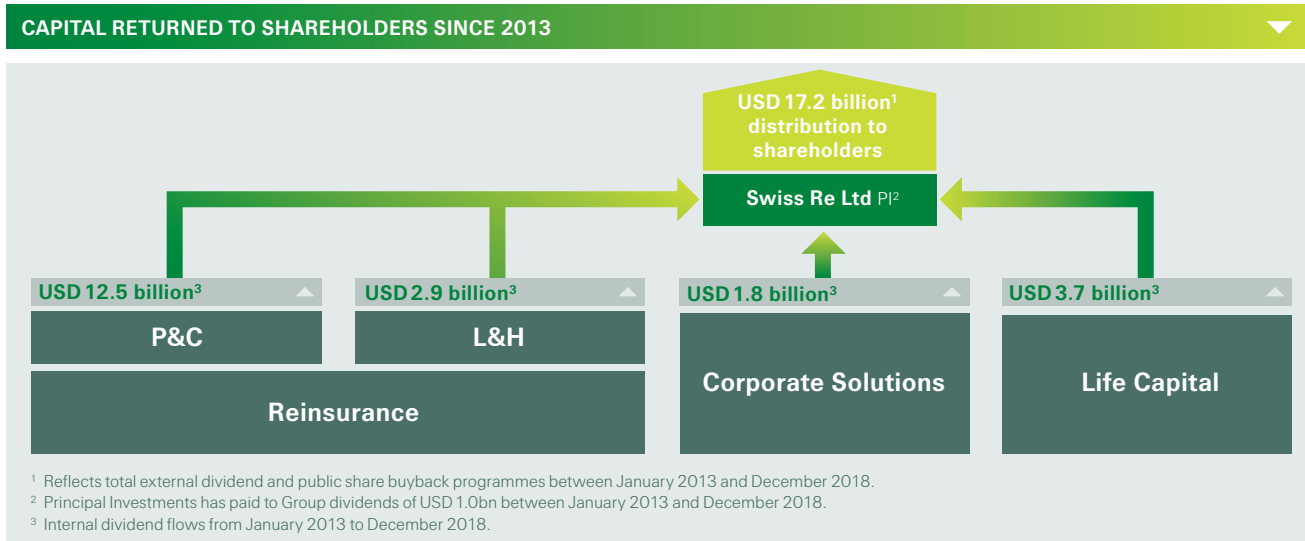 CAPITAL RETURNED TO SHAREHOLDERS SINCE 2013
USD 17.2 billion¹
distribution to
shareholders
Swiss Re Ltd PI²
USD 12.5 billion³
USD 2.9 billion³
USD 1.8 billion³
USD 3.7 billion³
P&C
L&H
Corporate Solutions
Life Capital
Reinsurance
¹ Reflects total external dividend and public share buyback programmes between January 2013 and December 2018.
² Principal Investments has paid to Group dividends of USD 1.0bn between January 2013 and December 2018.
³ Internal dividend flows from January 2013 to December 2018.